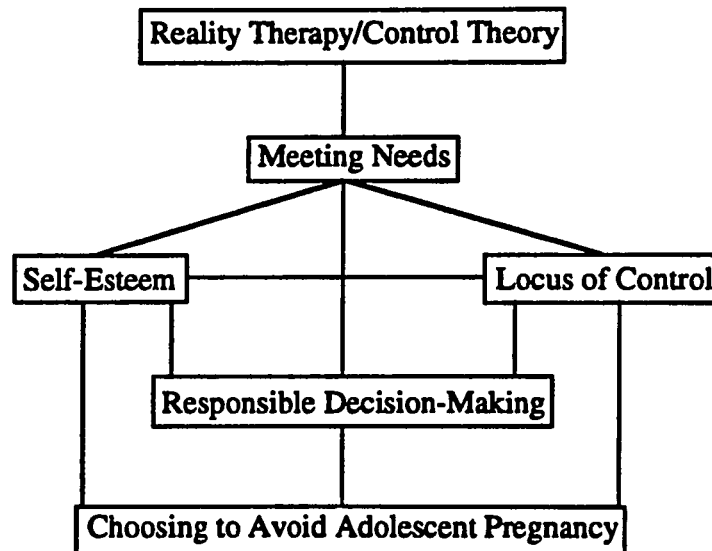 Reality Therapy/Control Theory
Meeting Needs
Self-Esteem
Locus of Control
Responsible Decision-Making
Choosing to Avoid Adolescent Pregnancy